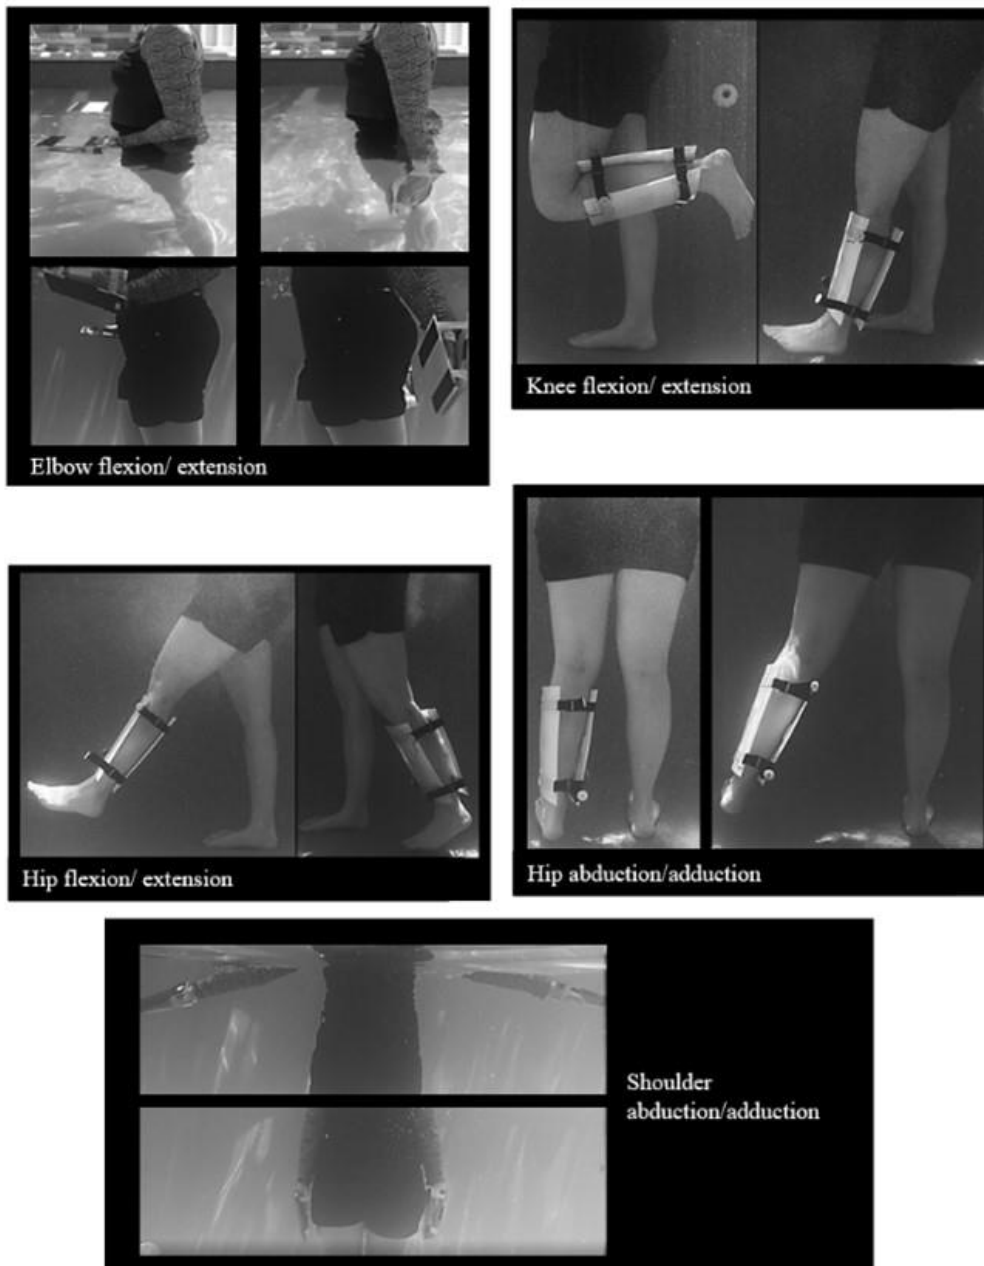 Elbow flexion/ extension
Knee flexion/ extension
Hip flexion/ extension
Hip abduction/adduction
Shoulder
abduction/adduction